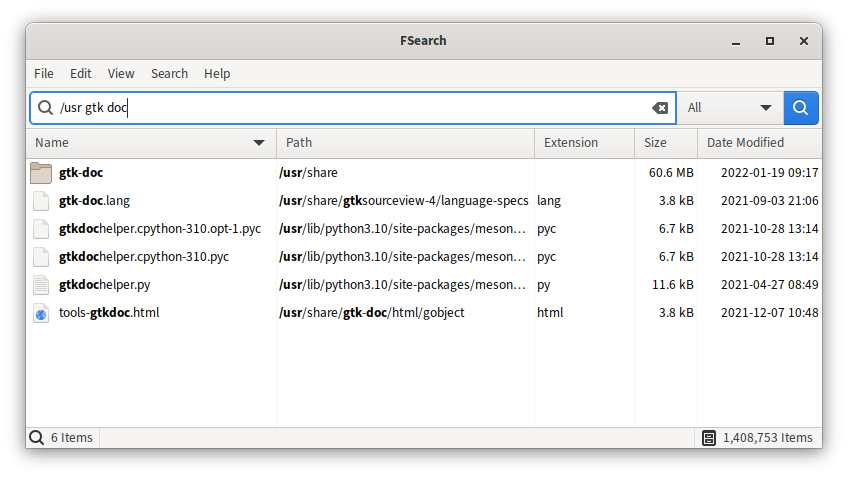 FSearch
File Edit View Search Help
/usr gtk doc All
Name Path Extension Size Date Modified
gtk-doc /usr/share 60.6 MB 2022-01-19 09:17
gtk-doc.lang /usr/share/gtksourceview-4/language-specs lang 3.8 kB 2021-09-03 21:06
gtkdochelper.cpython-310.opt-1.pyc /usr/lib/python3.10/site-packages/meson... pyc 6.7 kB 2021-10-28 13:14
gtkdochelper.cpython-310.pyc /usr/lib/python3.10/site-packages/meson... pyc 6.7 kB 2021-10-28 13:14
gtkdochelper.py /usr/lib/python3.10/site-packages/meson... py 11.6 kB 2021-04-27 08:49
tools-gtkdoc.html /usr/share/gtk-doc/html/gobject html 3.8 kB 2021-12-07 10:48
6 Items 1,408,753 Items